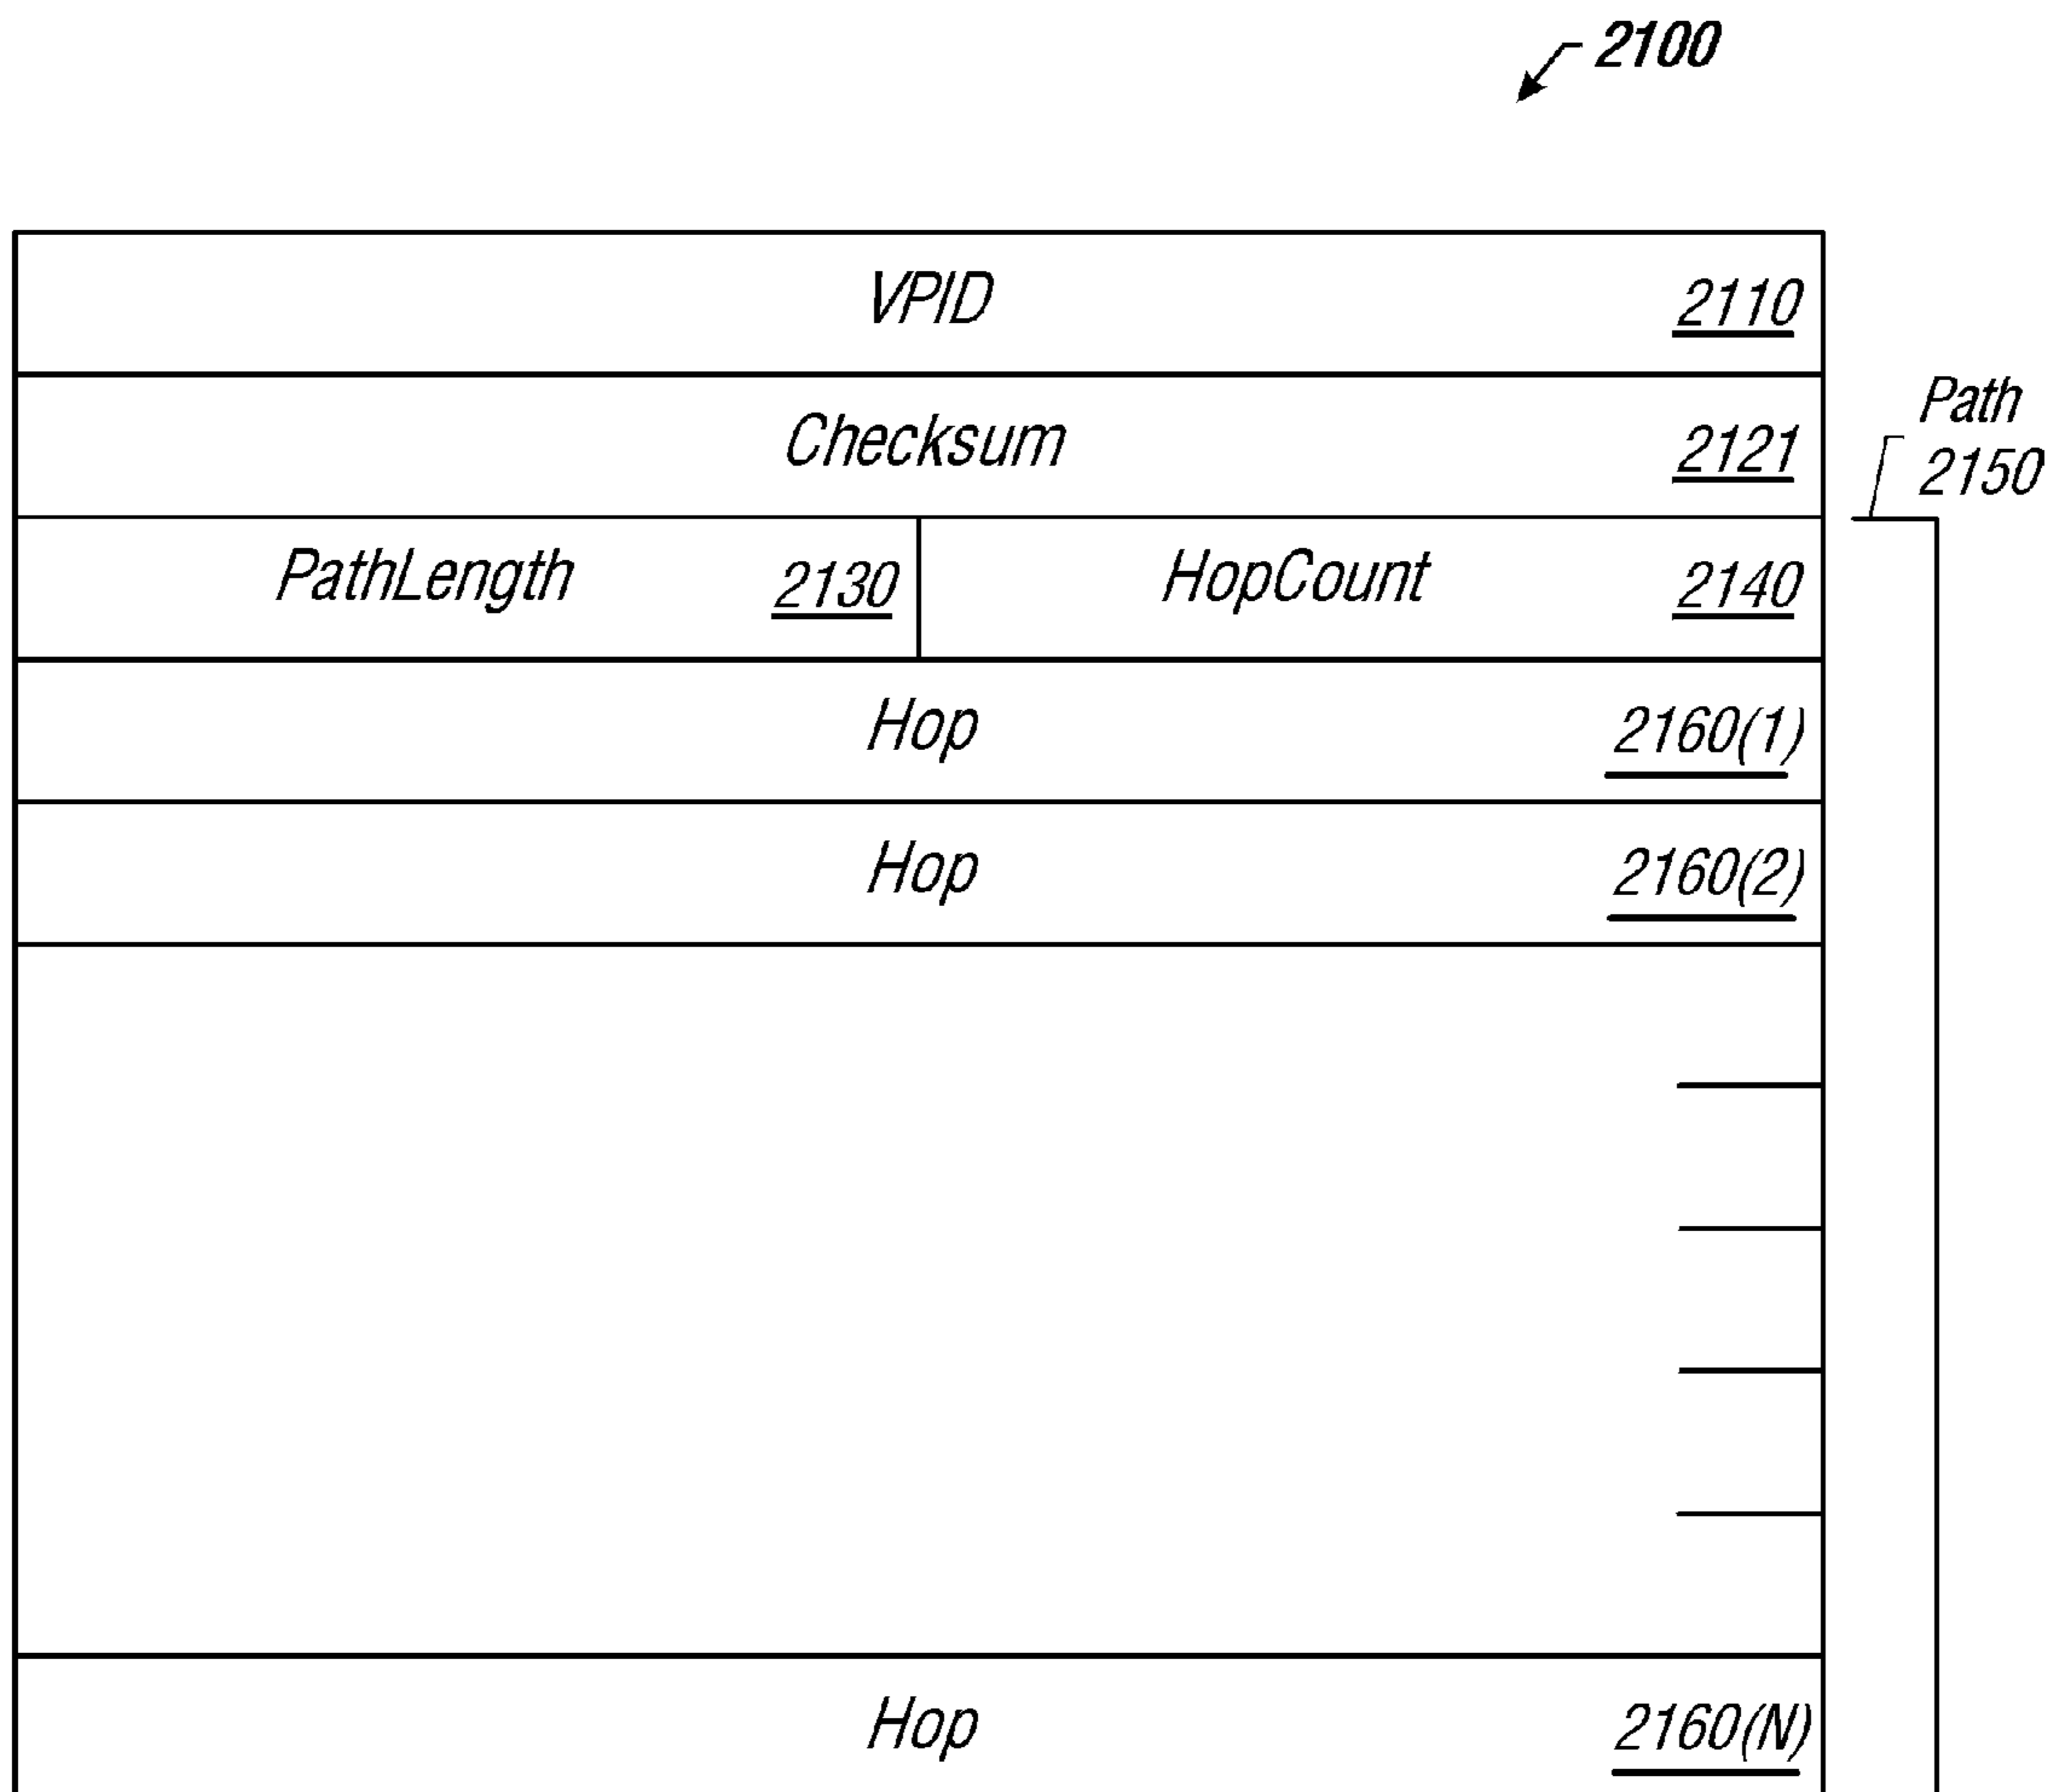 2100
VPID 2110
Checksum 2121
Path
2150
PathLength 2130 HopCount 2140
Hop 2160(1)
Hop 2160(2)
Hop 2160(N)